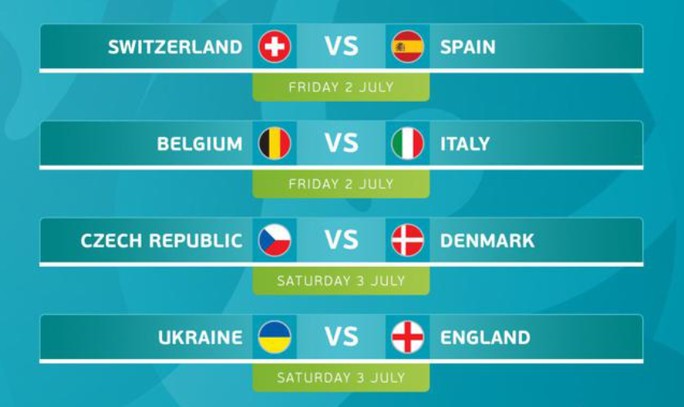 SWITZERLAND VS SPAIN
FRIDAY 2 JULY
BELGIUM VS ITALY
FRIDAY 2 JULY
CZECH REPUBLIC VS DENMARK
SATURDAY 3 JULY
UKRAINE VS ENGLAND
SATURDAY 3 JULY